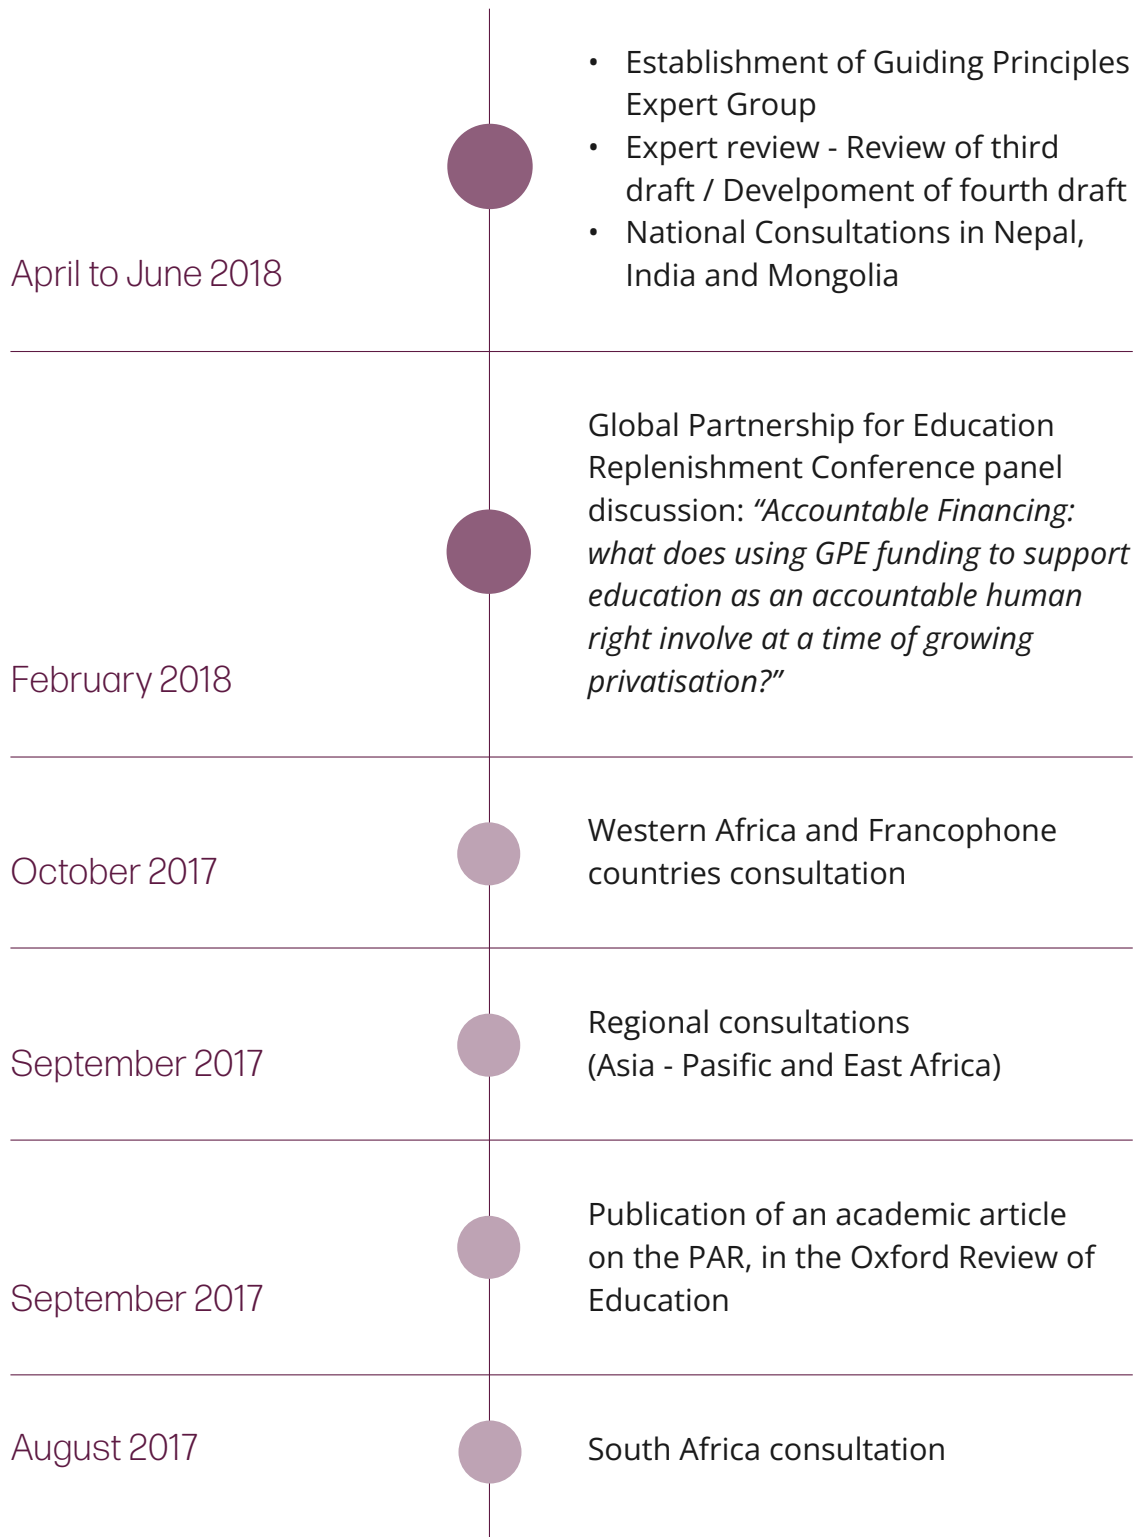 April to June 2018
• Establishment of Guiding Principles
Expert Group
• Expert review - Review of third
draft / Develpoment of fourth draft
• National Consultations in Nepal,
India and Mongolia
February 2018
Global Partnership for Education
Replenishment Conference panel
discussion: “Accountable Financing:
what does using GPE funding to support
education as an accountable human
right involve at a time of growing
privatisation?”
October 2017
Western Africa and Francophone
countries consultation
September 2017
Regional consultations
(Asia - Pasific and East Africa)
September 2017
Publication of an academic article
on the PAR, in the Oxford Review of
Education
August 2017
South Africa consultation